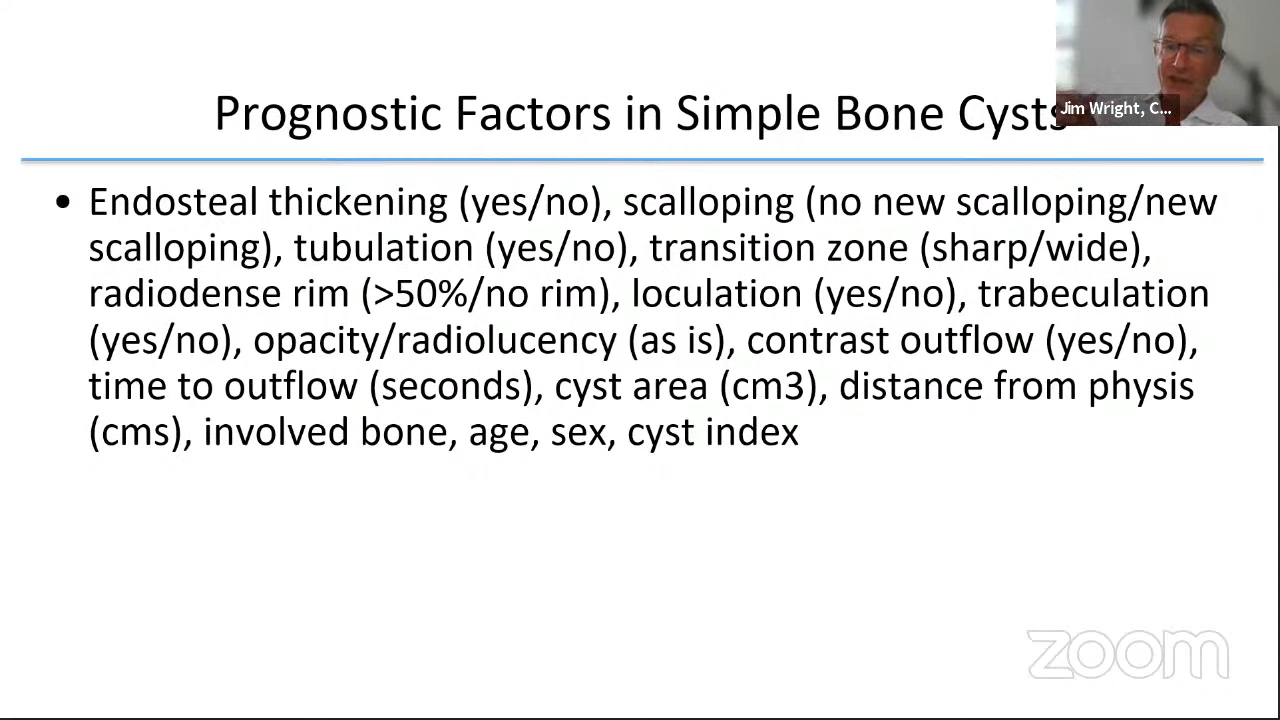 Prognostic Factors in Simple Bone Cysts
Jim Wright, C...
• Endosteal thickening (yes/no), scalloping (no new scalloping/new
scalloping), tubulation (yes/no), transition zone (sharp/wide),
radiodense rim (>50%/no rim), loculation (yes/no), trabeculation
(yes/no), opacity/radiolucency (as is), contrast outflow (yes/no),
time to outflow (seconds), cyst area (cm3), distance from physis
(cms), involved bone, age, sex, cyst index
zoom